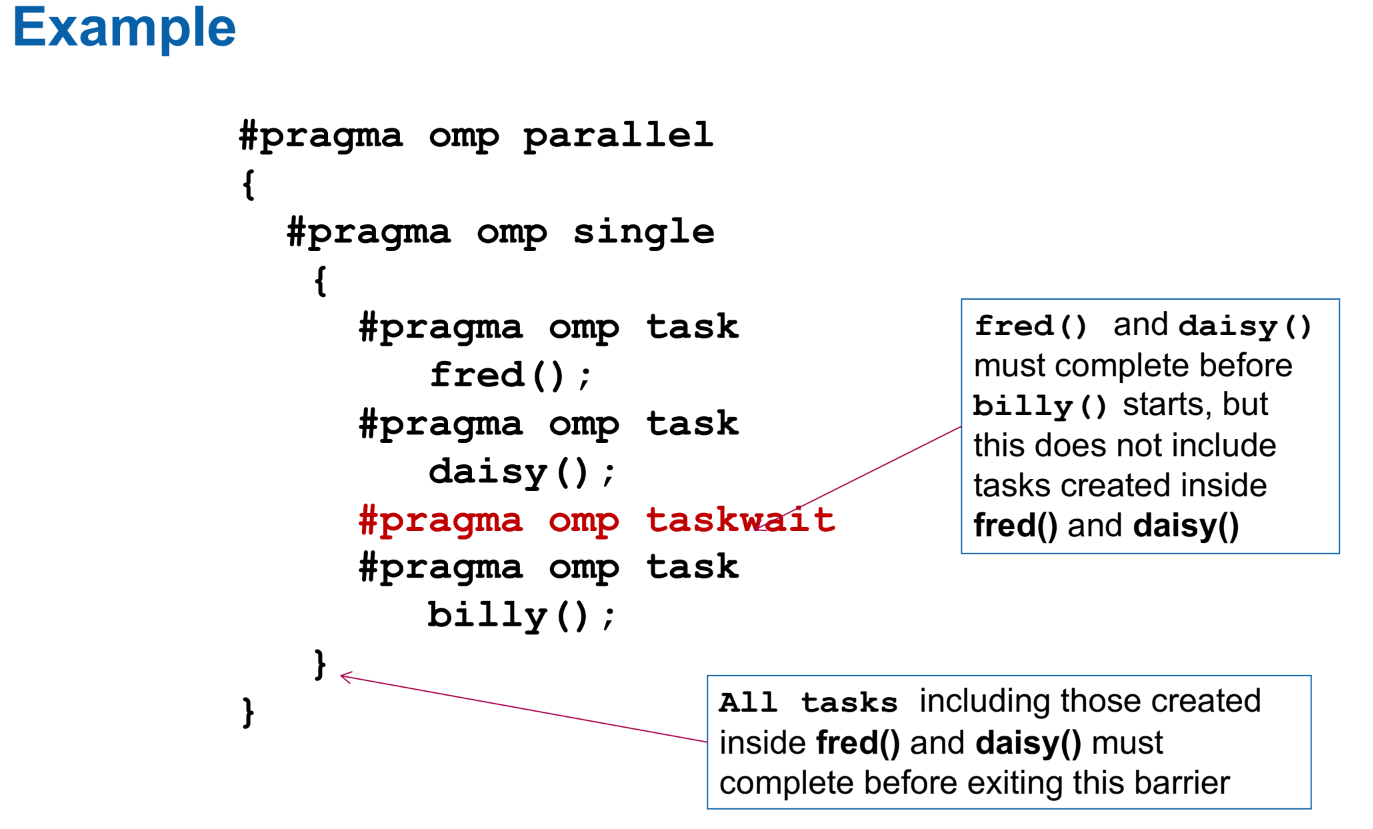 Example
#pragma omp parallel
{
#pragma omp single
{
#pragma omp task
fred();
#pragma omp task
daisy();
#pragma omp taskwait
#pragma omp task
billy();
}
}
fred() and daisy()
must complete before
billy() starts, but
this does not include
tasks created inside
fred() and daisy()
All tasks including those created
inside fred() and daisy() must
complete before exiting this barrier